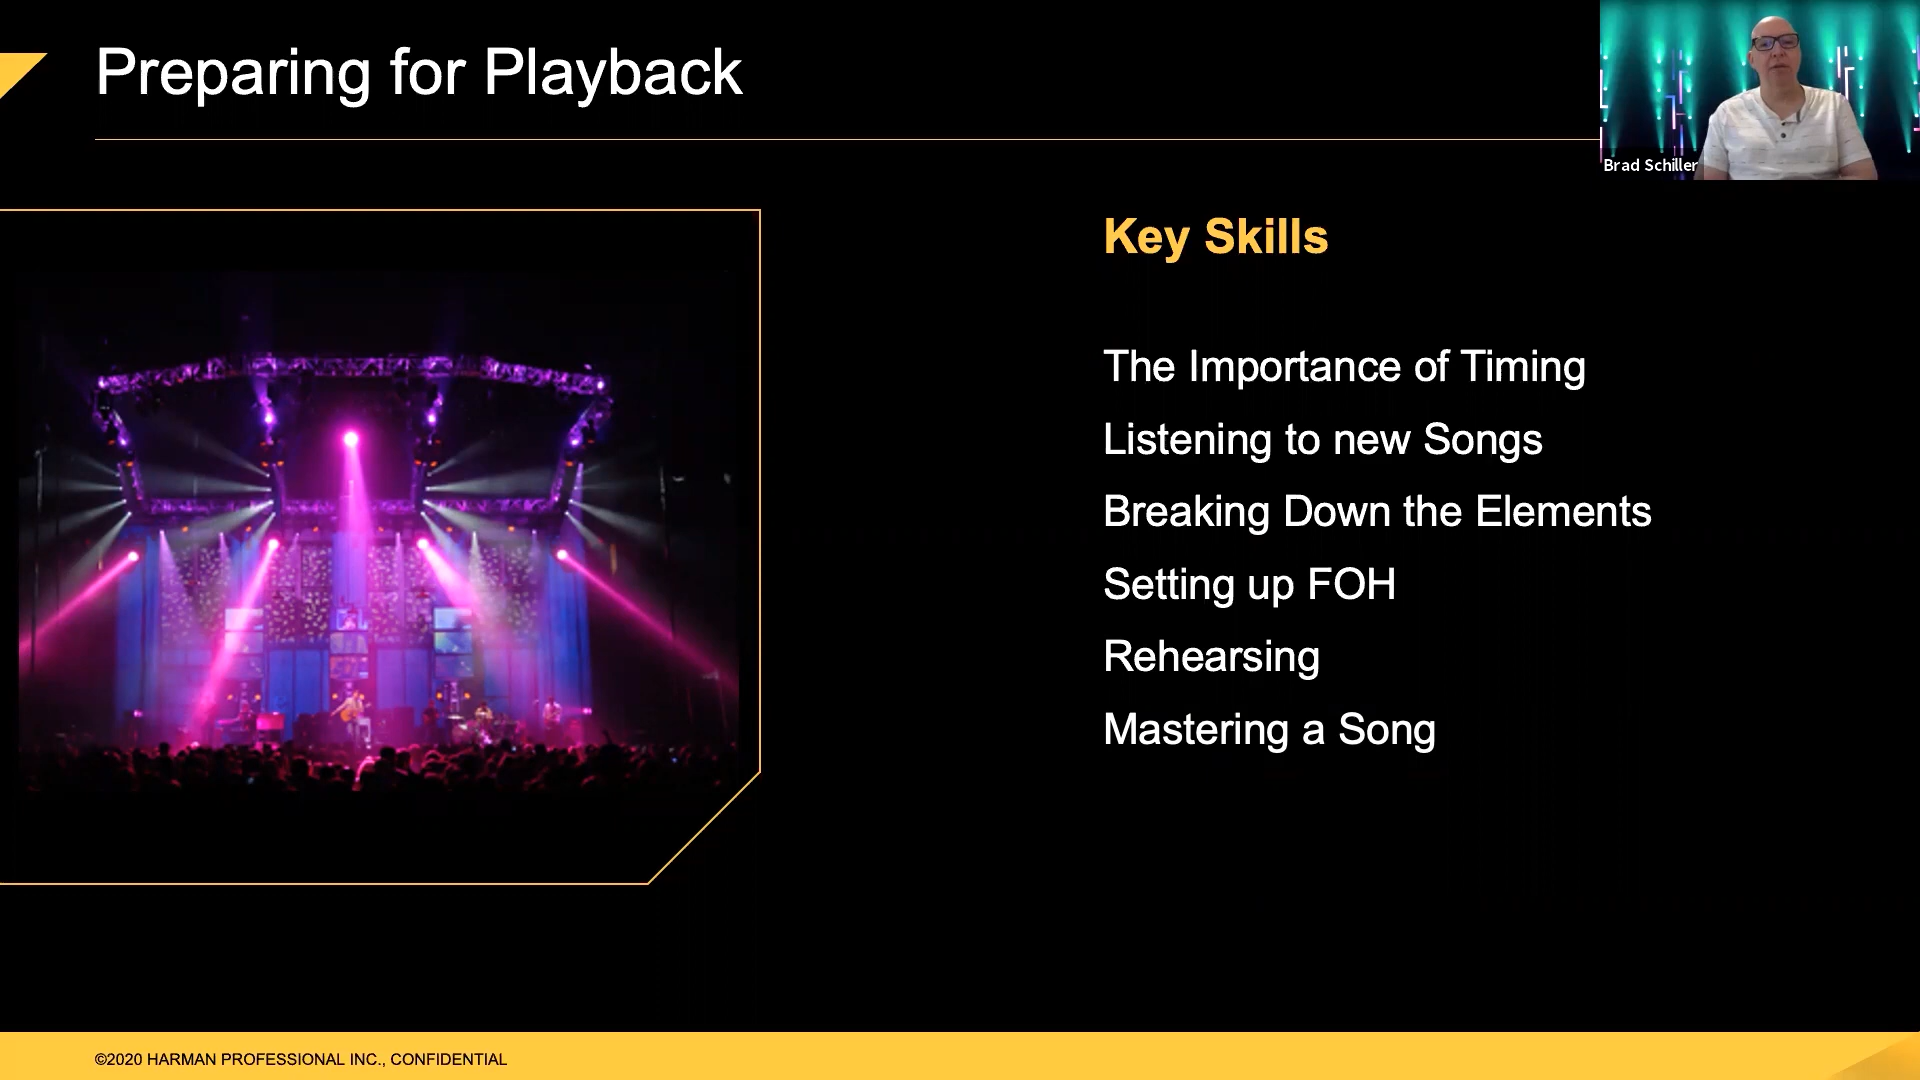 Preparing for Playback
Brad Schiller
Key Skills
The Importance of Timing
Listening to new Songs
Breaking Down the Elements
Setting up FOH
Rehearsing
Mastering a Song
©2020 HARMAN PROFESSIONAL INC., CONFIDENTIAL